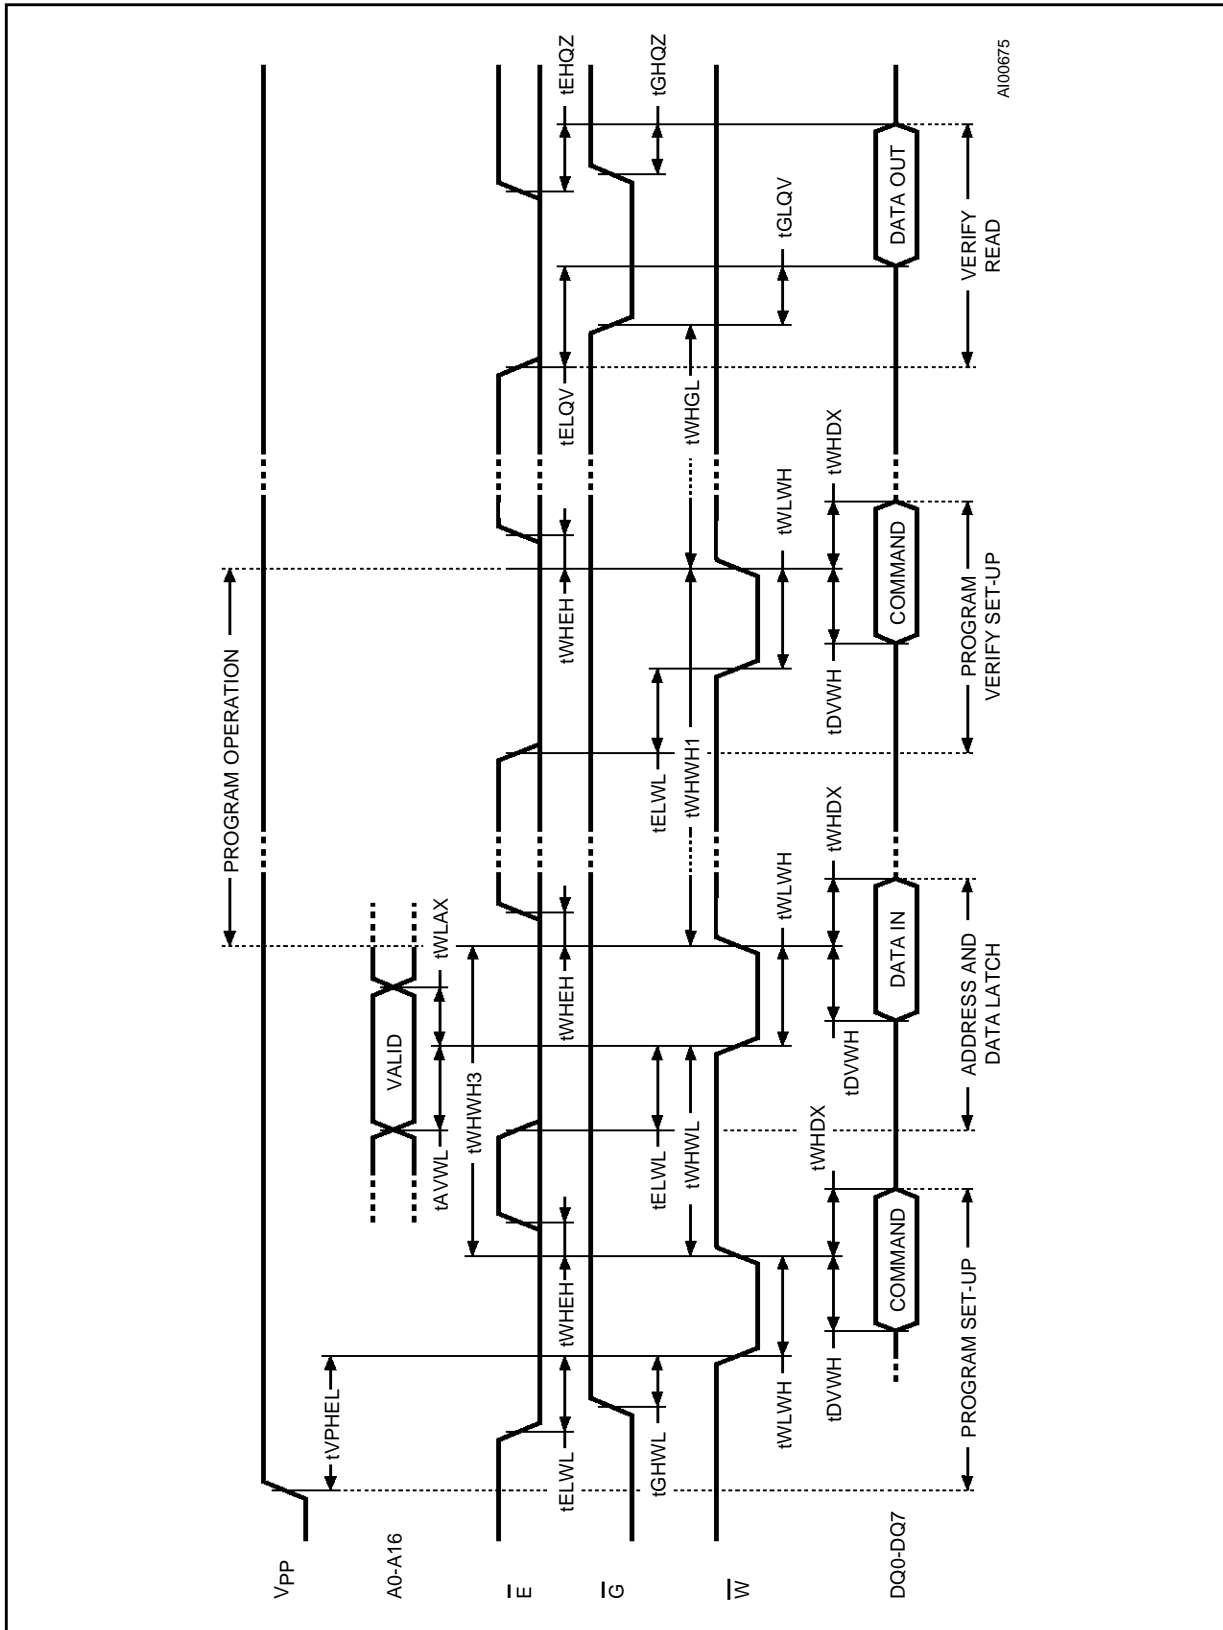 PROGRAM OPERATION
VPP
tVPHEL
A0-A16
VALID
tAVWL
tWLAX
tWHWH3
E
tELWL
tWHEH
tWHEH
tWHEH
tELQV
tEHQZ
G
tGHWL
tELWL
tELWL
tGHQZ
tWHWL
tWHWH1
tWHGL
W
tWLWH
tWLWH
tWLWH
tGLQV
tDVWH
tWHDX
tDVWH
tWHDX
tDVWH
tWHDX
DQ0-DQ7
COMMAND
DATA IN
COMMAND
DATA OUT
PROGRAM SET-UP
ADDRESS AND
DATA LATCH
PROGRAM
VERIFY SET-UP
VERIFY
READ
AI00675